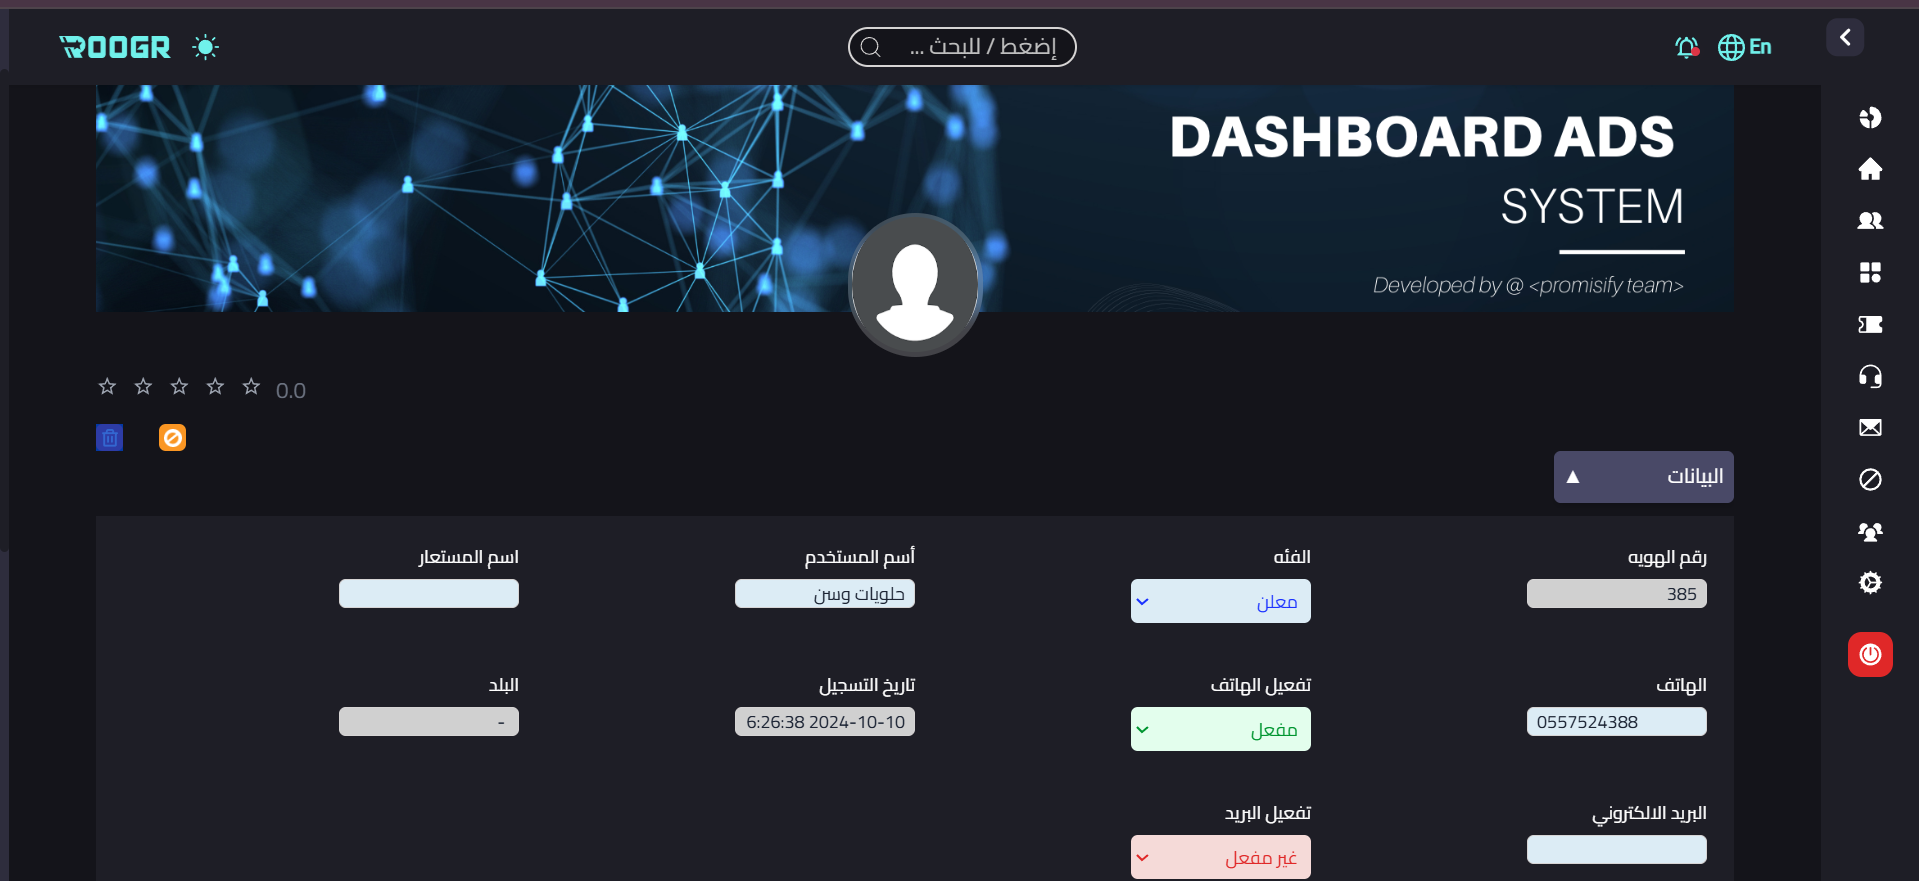 ROOGR
إضغط / للبحث ...
En
DASHBOARD ADS
SYSTEM
Developed by @ <promisify team>
0.0
البيانات ▲
رقم الهويه
الفئه
أسم المستخدم
اسم المستعار
385
معلن
حلويات وسن
الهاتف
تفعيل الهاتف
تاريخ التسجيل
البلد
0557524388
مفعل
2024-10-10 6:26:38
-
البريد الالكتروني
تفعيل البريد
غير مفعل